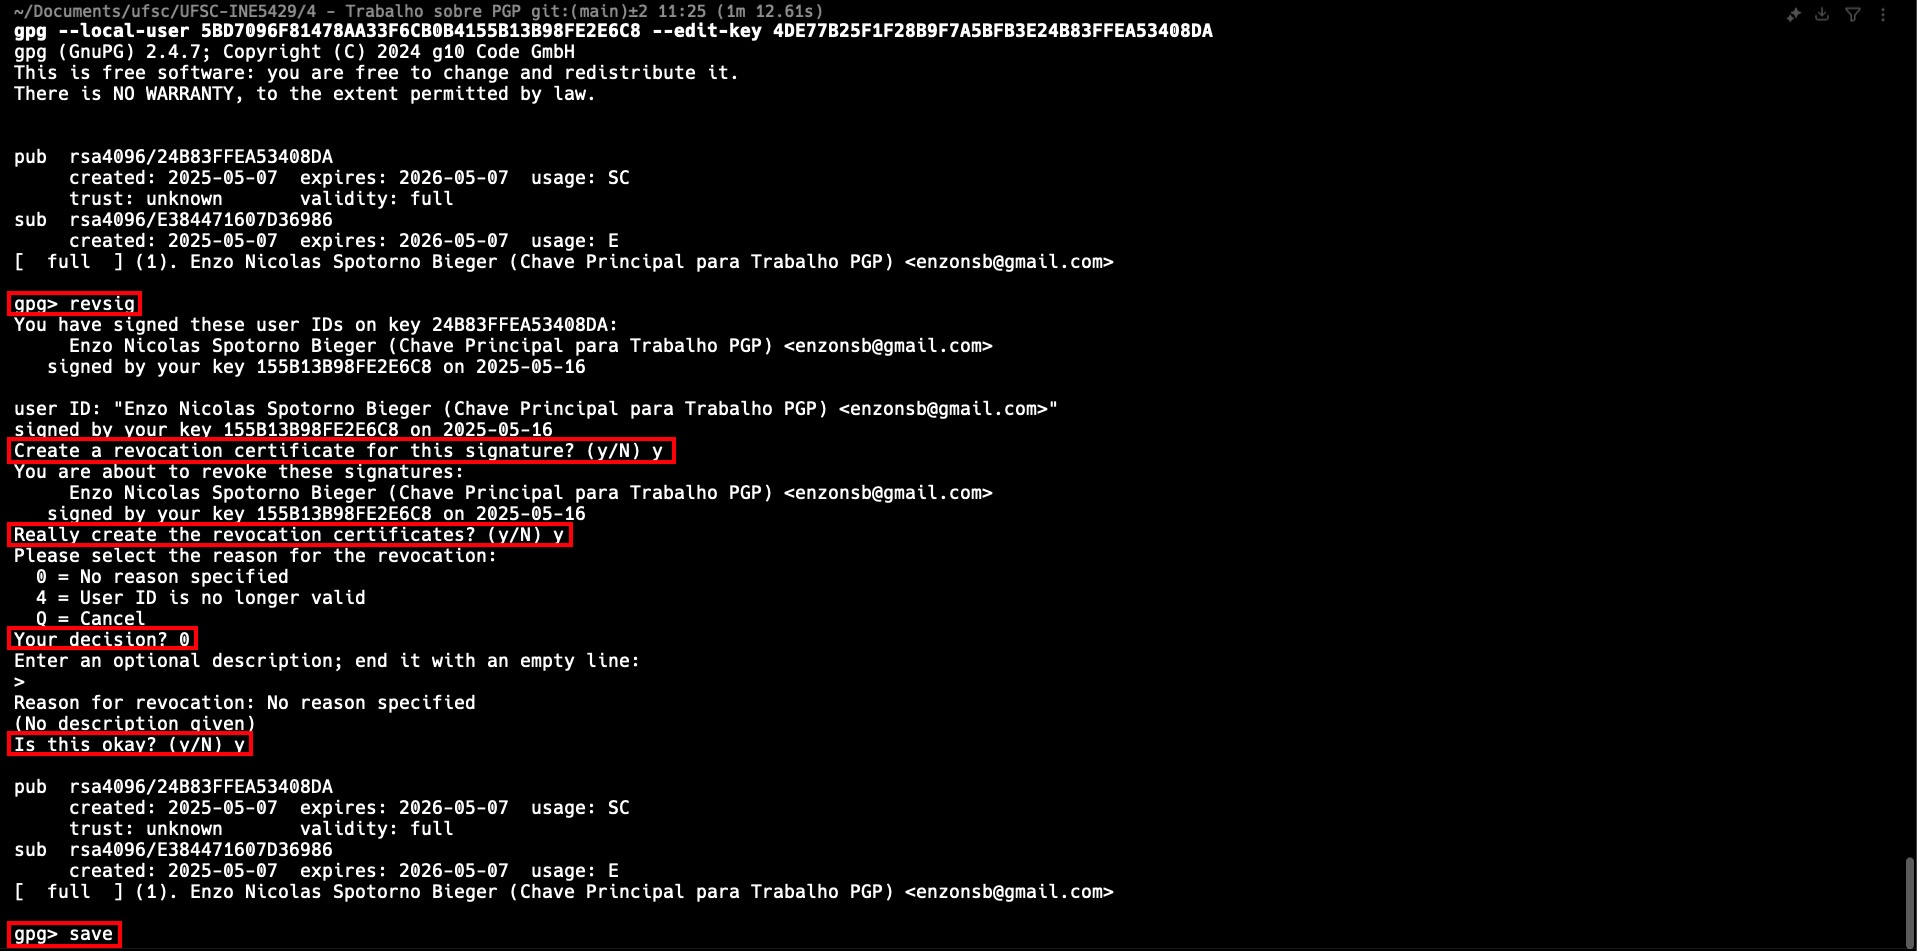 ~/Documents/ufsc/UFSC-INE5429/4 - Trabalho sobre PGP git:(main)±2 11:25 (1m 12.61s)
gpg --local-user 5BD7096F81478AA33F6CB0B4155B13B98FE2E6C8 --edit-key 4DE77B25F1F28B9F7A5BFB3E24B83FFEA53408DA
gpg (GnuPG) 2.4.7; Copyright (C) 2024 g10 Code GmbH
This is free software: you are free to change and redistribute it.
There is NO WARRANTY, to the extent permitted by law.
pub  rsa4096/24B83FFEA53408DA
     created: 2025-05-07  expires: 2026-05-07  usage: SC
     trust: unknown       validity: full
sub  rsa4096/E384471607D36986
     created: 2025-05-07  expires: 2026-05-07  usage: E
[  full  ] (1). Enzo Nicolas Spotorno Bieger (Chave Principal para Trabalho PGP) <enzonsb@gmail.com>
gpg> revsig
You have signed these user IDs on key 24B83FFEA53408DA:
     Enzo Nicolas Spotorno Bieger (Chave Principal para Trabalho PGP) <enzonsb@gmail.com>
   signed by your key 155B13B98FE2E6C8 on 2025-05-16
user ID: "Enzo Nicolas Spotorno Bieger (Chave Principal para Trabalho PGP) <enzonsb@gmail.com>"
signed by your key 155B13B98FE2E6C8 on 2025-05-16
Create a revocation certificate for this signature? (y/N) y
You are about to revoke these signatures:
     Enzo Nicolas Spotorno Bieger (Chave Principal para Trabalho PGP) <enzonsb@gmail.com>
   signed by your key 155B13B98FE2E6C8 on 2025-05-16
Really create the revocation certificates? (y/N) y
Please select the reason for the revocation:
  0 = No reason specified
  4 = User ID is no longer valid
  Q = Cancel
Your decision? 0
Enter an optional description; end it with an empty line:
>
Reason for revocation: No reason specified
(No description given)
Is this okay? (y/N) y
pub  rsa4096/24B83FFEA53408DA
     created: 2025-05-07  expires: 2026-05-07  usage: SC
     trust: unknown       validity: full
sub  rsa4096/E384471607D36986
     created: 2025-05-07  expires: 2026-05-07  usage: E
[  full  ] (1). Enzo Nicolas Spotorno Bieger (Chave Principal para Trabalho PGP) <enzonsb@gmail.com>
gpg> save